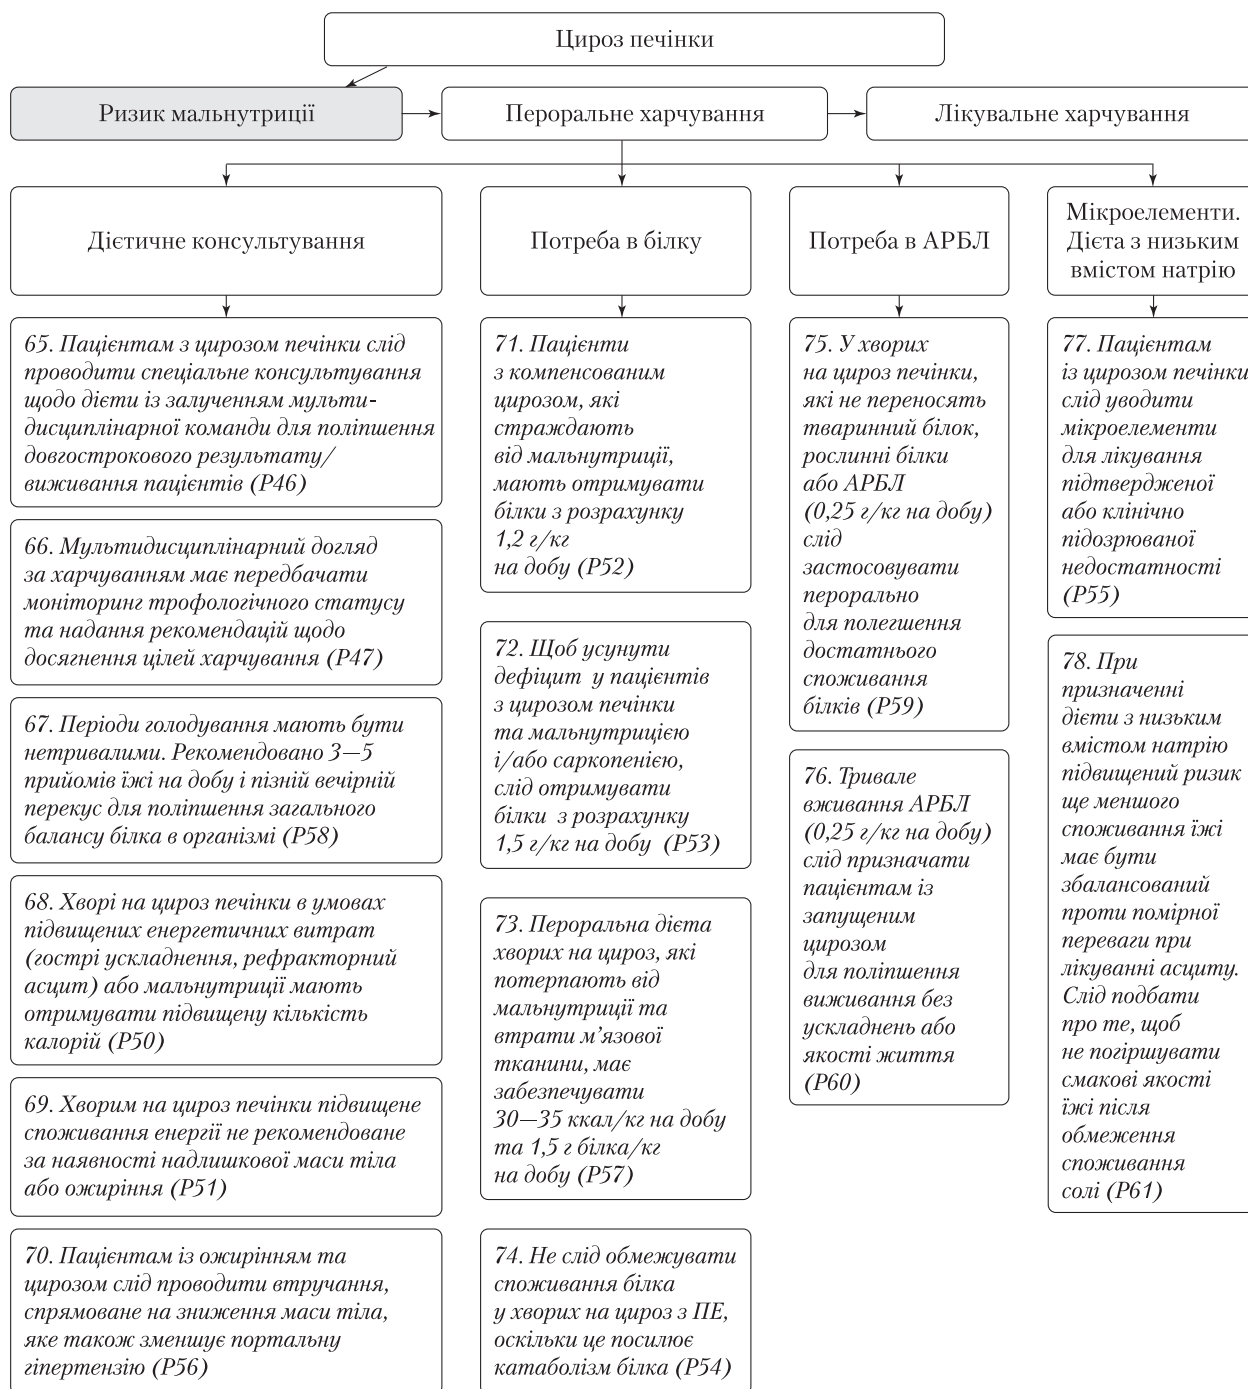 Цироз печінки
Ризик мальнутриції
Пероральне харчування
Лікувальне харчування
Дієтичне консультування
65. Пацієнтам з цирозом печінки слід
проводити спеціальне консультування
щодо дієти із залученням мульти-
дисциплінарної команди для поліпшення
довгострокового результату/
виживання пацієнтів (Р46)
66. Мультидисциплінарний догляд
за харчуванням має передбачати
моніторинг трофологічного статусу
та надання рекомендацій щодо
досягнення цілей харчування (Р47)
67. Періоди голодування мають бути
нетривалими. Рекомендовано 3—5
прийомів їжі на добу і пізній вечірній
перекус для поліпшення загального
балансу білка в організмі (Р58)
68. Хворі на цироз печінки в умовах
підвищених енергетичних витрат
(гострі ускладнення, рефракторний
асцит) або мальнутриції мають
отримувати підвищену кількість
калорій (Р50)
69. Хворим на цироз печінки підвищене
споживання енергії не рекомендоване
за наявності надлишкової маси тіла
або ожиріння (Р51)
70. Пацієнтам із ожирінням та
цирозом слід проводити втручання,
спрямоване на зниження маси тіла,
яке також зменшує портальну
гіпертензію (Р56)
Потреба в білку
71. Пацієнти
з компенсованим
цирозом, які
страждають
від мальнутриції,
мають отримувати
білки з розрахунку
1,2 г/кг
на добу (Р52)
72. Щоб усунути
дефіцит у пацієнтів
з цирозом печінки
та мальнутрицією
і/або саркопенією,
слід отримувати
білки з розрахунку
1,5 г/кг на добу (Р53)
73. Пероральна дієта
хворих на цироз, які
потерпають від
мальнутриції та
втрати м’язової
тканини, має
забезпечувати
30—35 ккал/кг на добу
та 1,5 г білка/кг
на добу (Р57)
74. Не слід обмежувати
споживання білка
у хворих на цироз з ПЕ,
оскільки це посилює
катаболізм білка (Р54)
Потреба в АРБЛ
75. У хворих
на цироз печінки,
які не переносять
тваринний білок,
рослинні білки
або АРБЛ
(0,25 г/кг на добу)
слід
застосовувати
перорально
для полегшення
достатнього
споживання
білків (Р59)
76. Тривале
вживання АРБЛ
(0,25 г/кг на добу)
слід призначати
пацієнтам із
запущеним
цирозом
для поліпшення
виживання без
ускладнень або
якості життя
(Р60)
Мікроелементи.
Дієта з низьким
вмістом натрію
77. Пацієнтам
із цирозом печінки
слід уводити
мікроелементи
для лікування
підтвердженої
або клінічно
підозрюваної
недостатності
(Р55)
78. При
призначенні
дієти з низьким
вмістом натрію
підвищений ризик
ще меншого
споживання їжі
має бути
збалансований
проти помірної
переваги при
лікуванні асциту.
Слід подбати
про те, щоб
не погіршувати
смакові якості
їжі після
обмеження
споживання
солі (Р61)